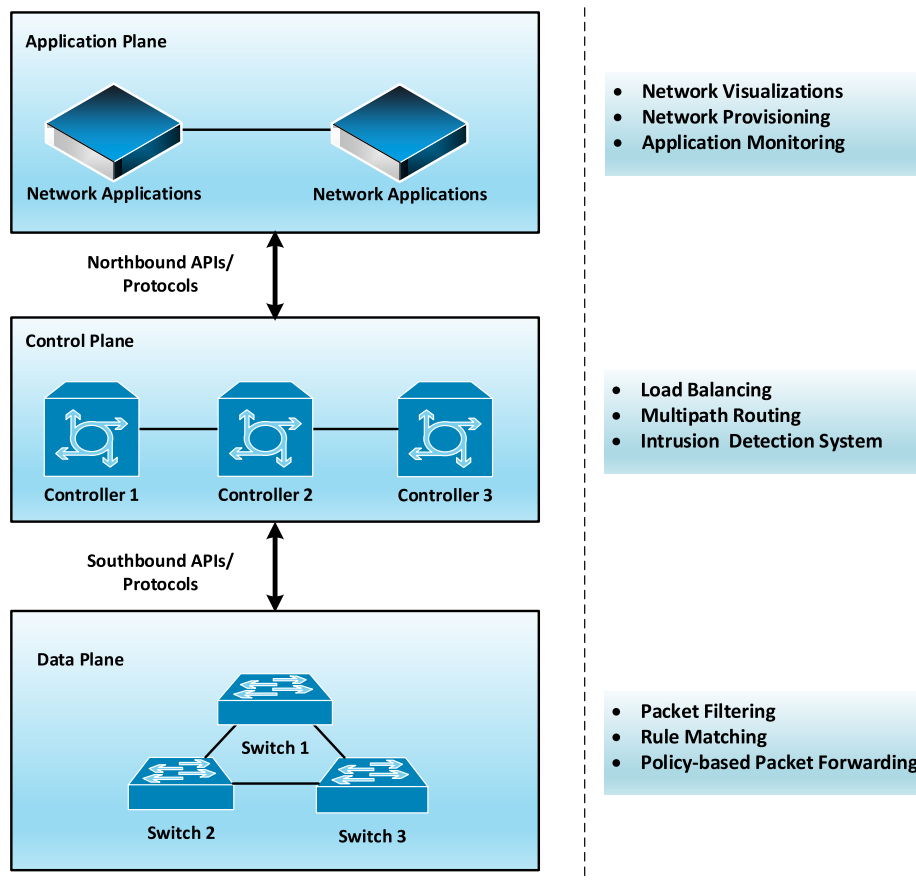 Application Plane
Network Applications
Network Applications
• Network Visualizations
• Network Provisioning
• Application Monitoring
Northbound APIs/
Protocols
Control Plane
Controller 1
Controller 2
Controller 3
• Load Balancing
• Multipath Routing
• Intrusion Detection System
Southbound APIs/
Protocols
Data Plane
Switch 1
Switch 2
Switch 3
• Packet Filtering
• Rule Matching
• Policy-based Packet Forwarding